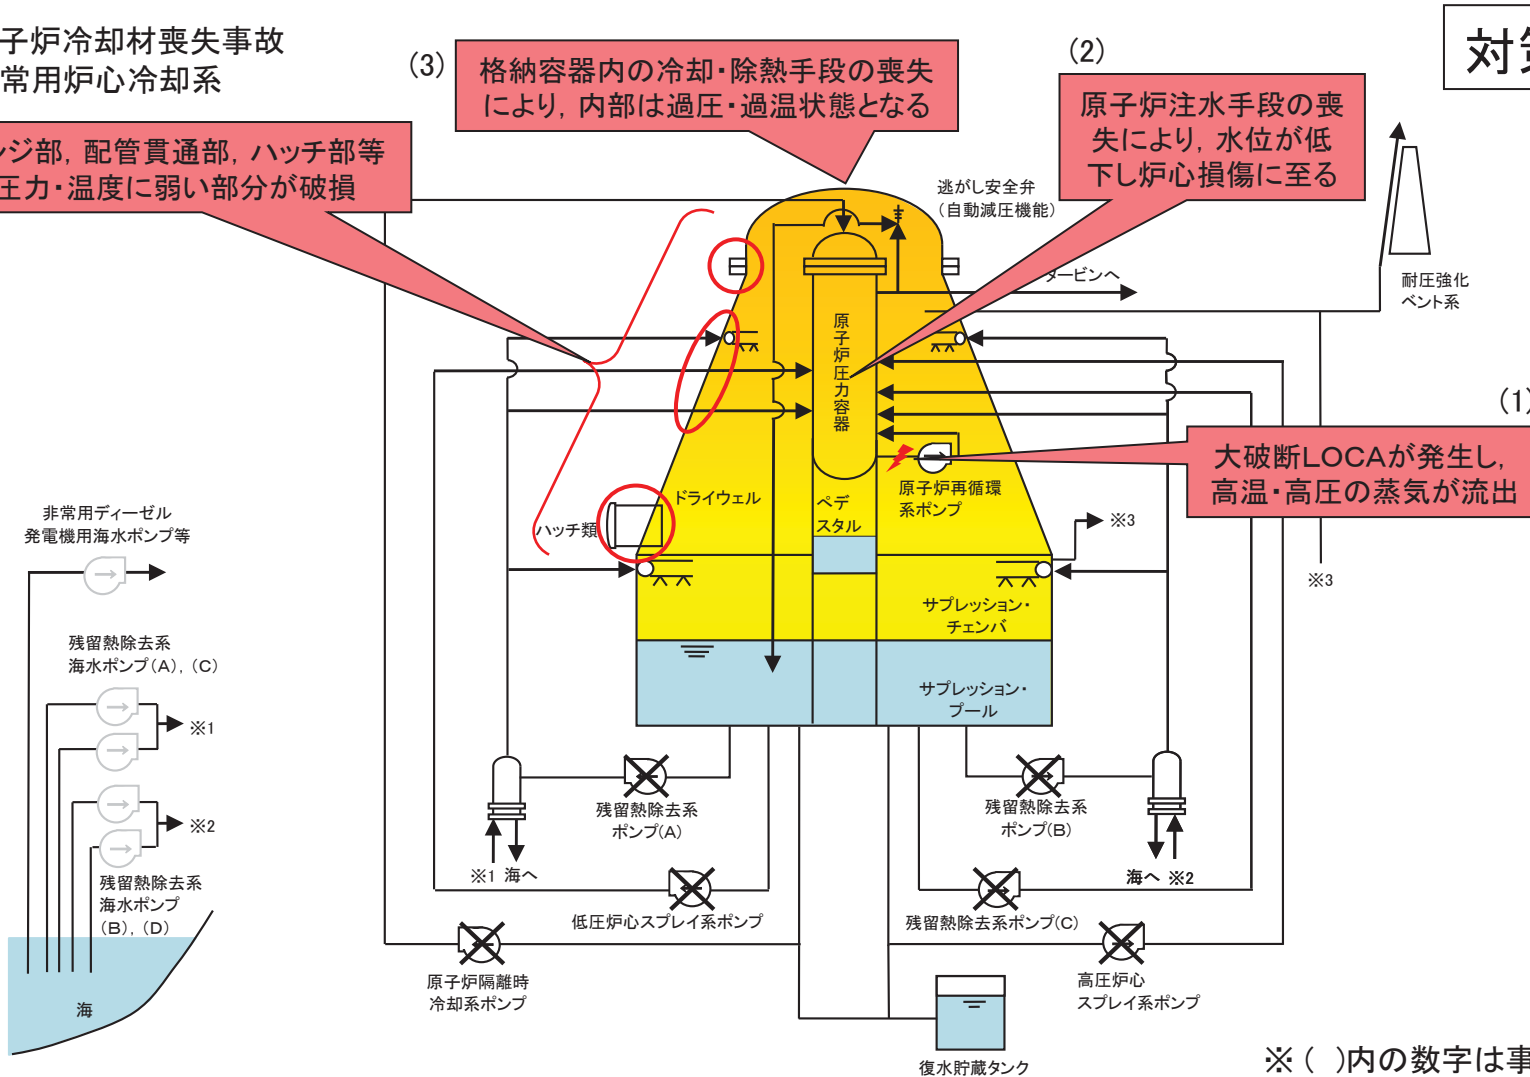 子炉冷却材喪失事故
常用炉心冷却系
(3)
格納容器内の冷却・除熱手段の喪失
により，内部は過圧・過温状態となる
(2)
原子炉注水手段の喪
失により，水位が低
下し炉心損傷に至る
ジ部，配管貫通部，ハッチ部等
圧力・温度に弱い部分が破損
逃がし安全弁
（自動減圧機能）
タービンへ
耐圧強化
ベント系
原子炉圧力容器
(1)
大破断LOCAが発生し，
高温・高圧の蒸気が流出
ドライウェル
ペデ
スタル
原子炉再循環
系ポンプ
ハッチ類
※3
※3
非常用ディーゼル
発電機用海水ポンプ等
サプレッション・
チェンバ
残留熱除去系
海水ポンプ(A)，(C)
サプレッション・
プール
※1
※2
残留熱除去系
ポンプ(A)
残留熱除去系
ポンプ(B)
※1 海へ
海へ ※2
残留熱除去系
海水ポンプ
(B)，(D)
低圧炉心スプレイ系ポンプ
残留熱除去系ポンプ(C)
原子炉隔離時
冷却系ポンプ
高圧炉心
スプレイ系ポンプ
海
復水貯蔵タンク
※ ( )内の数字は事